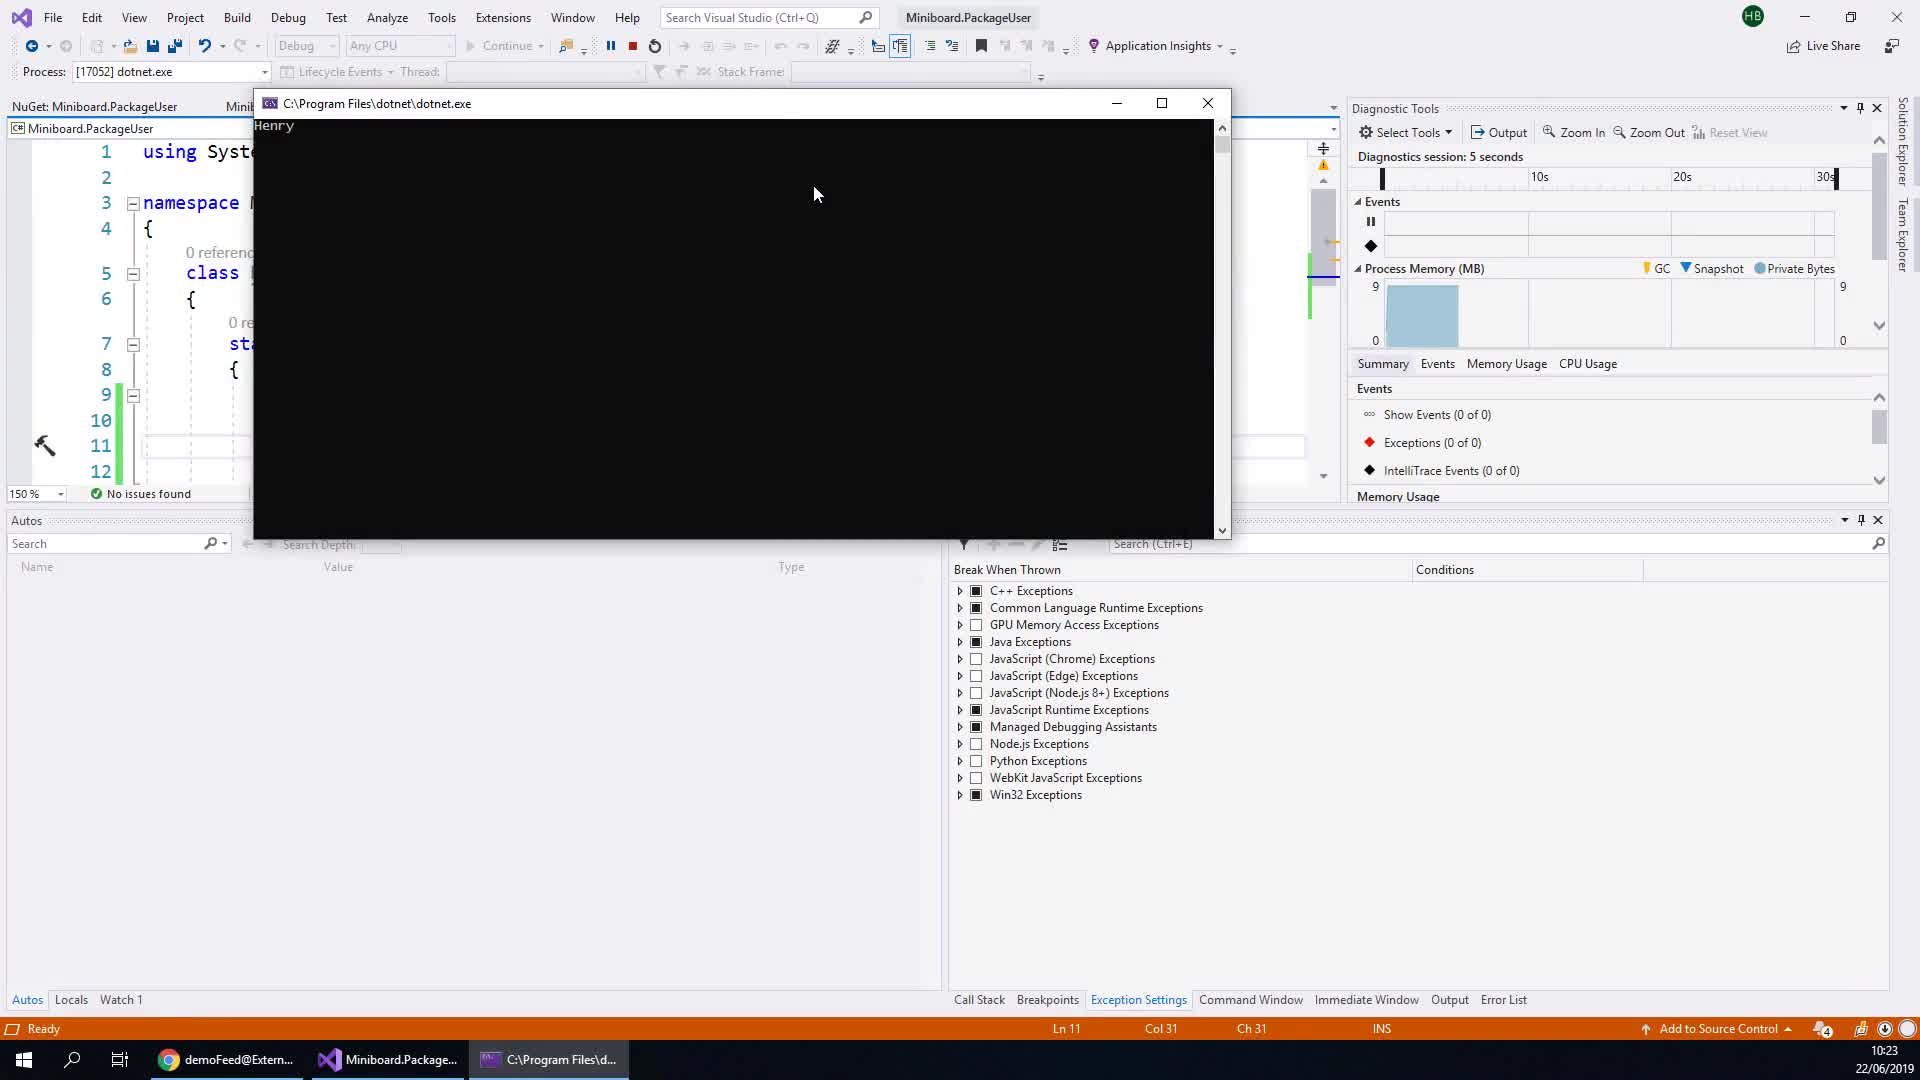 File Edit View Project Build Debug Test Analyze Tools Extensions Window Help Search Visual Studio (Ctrl+Q) Miniboard.PackageUser HB
Debug Any CPU Continue Application Insights Live Share
Process: [17052] dotnet.exe Lifecycle Events Thread: Stack Frame:
NuGet: Miniboard.PackageUser
C:\Program Files\dotnet\dotnet.exe
Henry
C# Miniboard.PackageUser
1 using
2
3 namespace
4 {
5 class
6 {
7
8 {
9
10
11
12
150 % No issues found
Diagnostic Tools
Select Tools Output Zoom In Zoom Out Reset View
Diagnostics session: 5 seconds
10s 20s 30s
Events
Process Memory (MB) GC Snapshot Private Bytes
9 9
0 0
Summary Events Memory Usage CPU Usage
Events
Show Events (0 of 0)
Exceptions (0 of 0)
IntelliTrace Events (0 of 0)
Memory Usage
Solution Explorer
Team Explorer
Autos
Search Search Depth:
Name Value Type
Search (Ctrl+E)
Break When Thrown Conditions
C++ Exceptions
Common Language Runtime Exceptions
GPU Memory Access Exceptions
Java Exceptions
JavaScript (Chrome) Exceptions
JavaScript (Edge) Exceptions
JavaScript (Node.js 8+) Exceptions
JavaScript Runtime Exceptions
Managed Debugging Assistants
Node.js Exceptions
Python Exceptions
WebKit JavaScript Exceptions
Win32 Exceptions
Autos Locals Watch 1
Call Stack Breakpoints Exception Settings Command Window Immediate Window Output Error List
Ready Ln 11 Col 31 Ch 31 INS Add to Source Control 4
demoFeed@Extern... Miniboard.Package... C:\Program Files\d...
10:23
22/06/2019